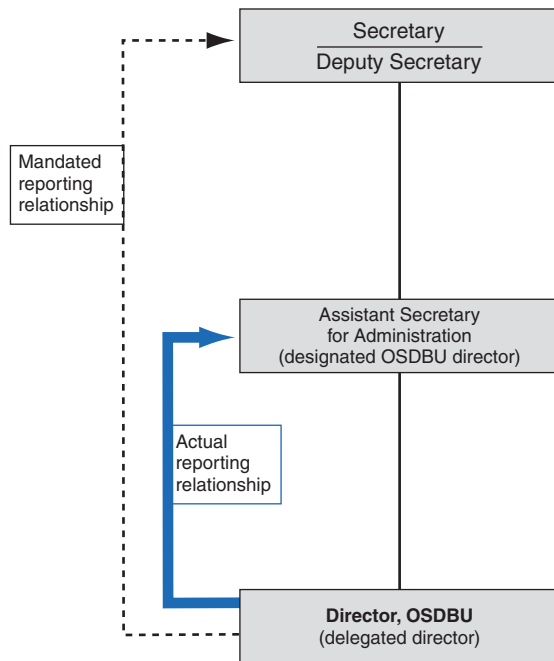 Secretary
Deputy Secretary
Mandated
reporting
relationship
Assistant Secretary
for Administration
(designated OSDBU director)
Actual
reporting
relationship
Director, OSDBU
(delegated director)